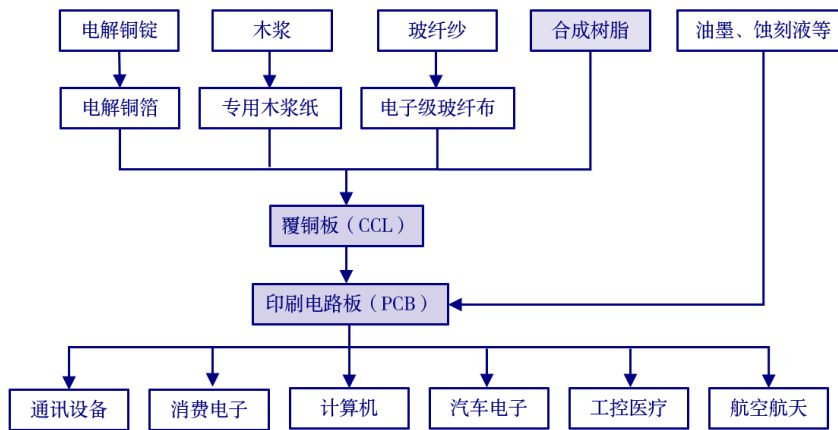 电解铜锭
木浆
玻纤纱
合成树脂
油墨、蚀刻液等
电解铜箔
专用木浆纸
电子级玻纤布
覆铜板（CCL）
印刷电路板（PCB）
通讯设备
消费电子
计算机
汽车电子
工控医疗
航空航天